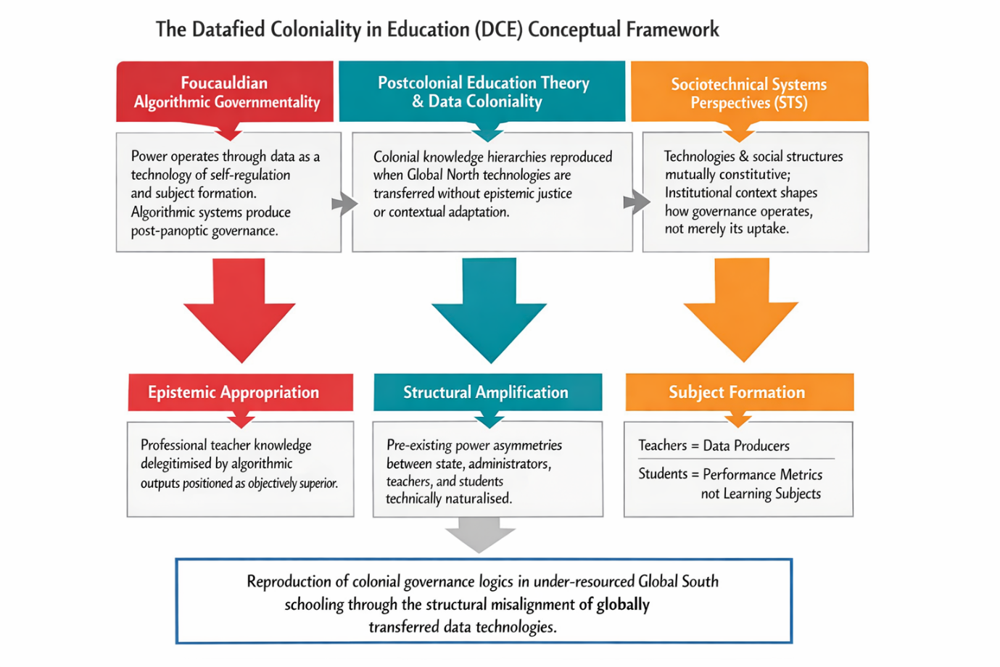 The Datafied Coloniality in Education (DCE) Conceptual Framework
Foucauldian
Algorithmic Governmentality
Postcolonial Education Theory
& Data Coloniality
Sociotechnical Systems
Perspectives (STS)
Power operates through data as a
technology of self-regulation
and subject formation.
Algorithmic systems produce
post-panoptic governance.
Colonial knowledge hierarchies reproduced
when Global North technologies are
transferred without epistemic justice
or contextual adaptation.
Technologies & social structures
mutually constitutive;
Institutional context shapes
how governance operates,
not merely its uptake.
Epistemic Appropriation
Structural Amplification
Subject Formation
Professional teacher knowledge
delegitimised by algorithmic
outputs positioned as objectively superior.
Pre-existing power asymmetries
between state, administrators,
teachers, and students
technically naturalised.
Teachers = Data Producers
Students = Performance Metrics
not Learning Subjects
Reproduction of colonial governance logics in under-resourced Global South
schooling through the structural misalignment of globally
transferred data technologies.